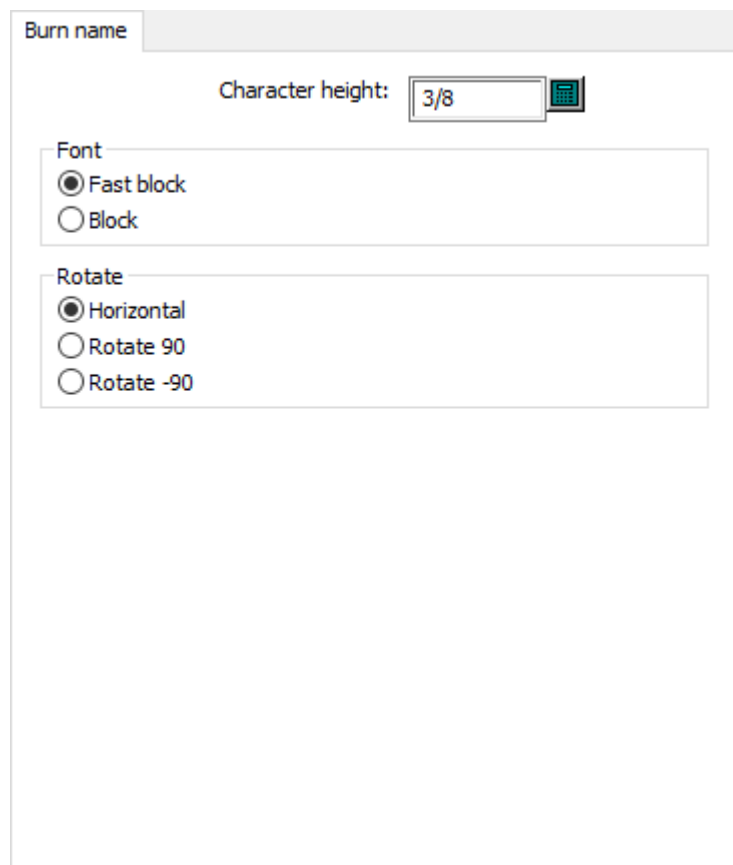 Burn name
Character height: 3/8
Font
Fast block
Block
Rotate
Horizontal
Rotate 90
Rotate -90